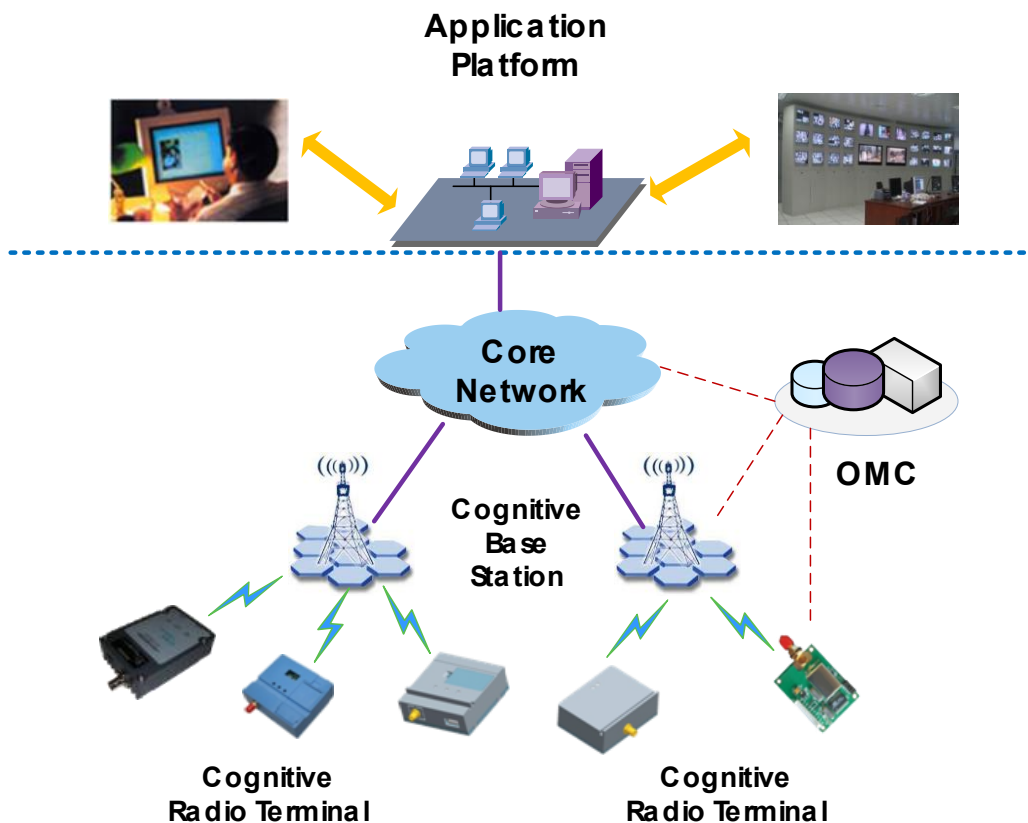 Application
Platform
Core
Network
OMC
Cognitive
Base
Station
Cognitive
Radio Terminal
Cognitive
Radio Terminal